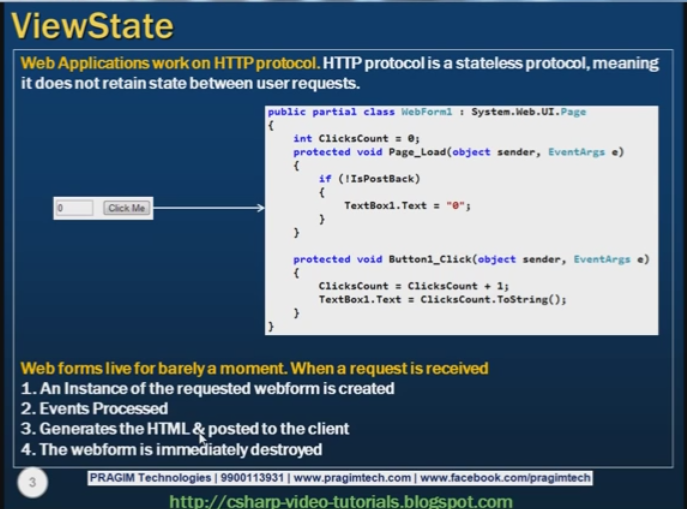 ViewState
Web Applications work on HTTP protocol. HTTP protocol is a stateless protocol, meaning
it does not retain state between user requests.
public partial class WebForm1 : System.Web.UI.Page
{
int ClicksCount = 0;
protected void Page_Load(object sender, EventArgs e)
{
if (!IsPostBack)
{
TextBox1.Text = "0";
}
}
0 Click Me
protected void Button1_Click(object sender, EventArgs e)
{
ClicksCount = ClicksCount + 1;
TextBox1.Text = ClicksCount.ToString();
}
}
Web forms live for barely a moment. When a request is received
1. An Instance of the requested webform is created
2. Events Processed
3. Generates the HTML & posted to the client
4. The webform is immediately destroyed
3 PRAGIM Technologies | 9900113931 | www.pragimtech.com | www.facebook.com/pragimtech
http://csharp-video-tutorials.blogspot.com